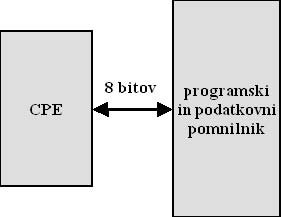 8 bitov
CPE
programski
in podatkovni
pomnilnik